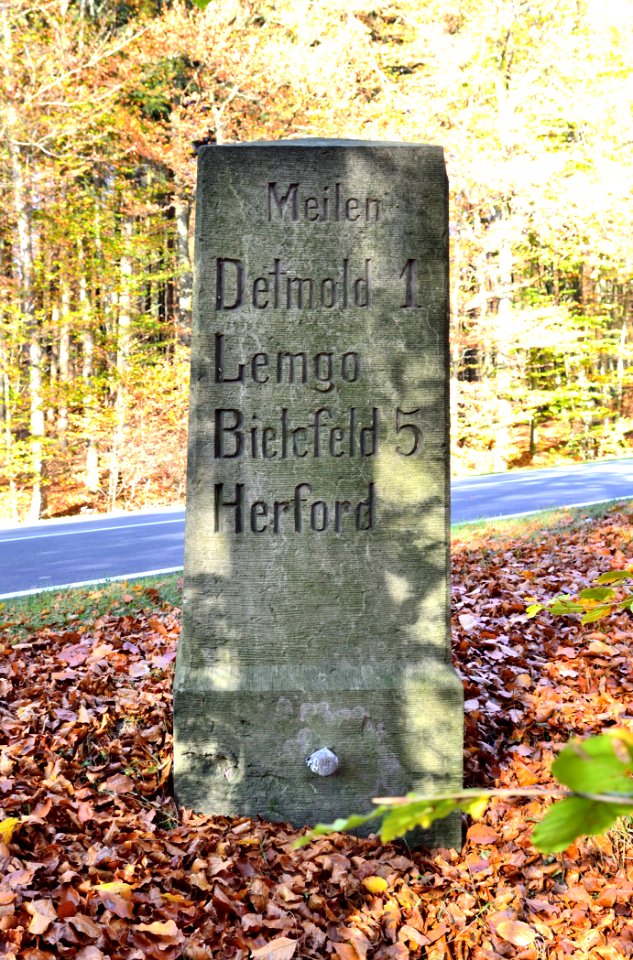 Meilen
Detmold 1
Lemgo
Bielefeld 5
Herford